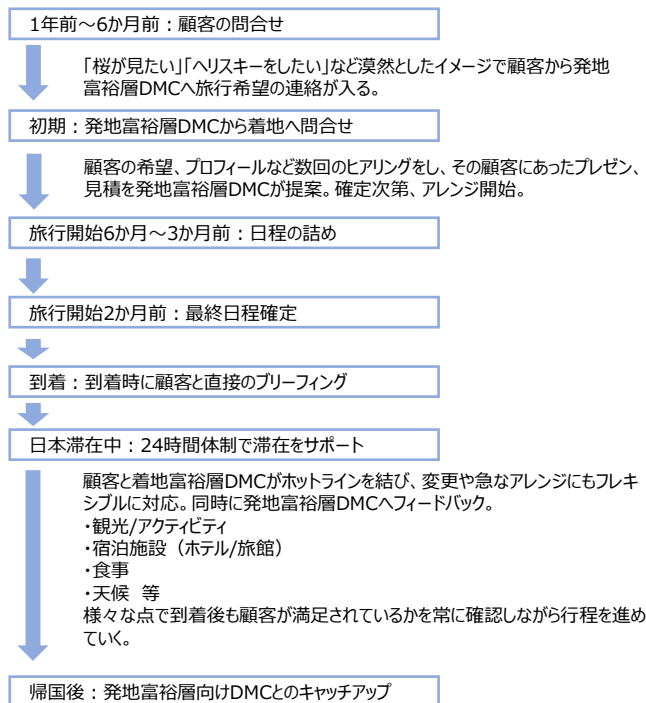 1年前～6か月前：顧客の問合せ
「桜が見たい」「ヘリスキーをしたい」など漠然としたイメージで顧客から発地
富裕層DMCへ旅行希望の連絡が入る。
初期：発地富裕層DMCから着地へ問合せ
顧客の希望、プロフィールなど数回のヒアリングをし、その顧客にあったプレゼン、
見積を発地富裕層DMCが提案。確定次第、アレンジ開始。
旅行開始6か月～3か月前：日程の詰め
旅行開始2か月前：最終日程確定
到着：到着時に顧客と直接のブリーフィング
日本滞在中：24時間体制で滞在をサポート
顧客と着地富裕層DMCがホットラインを結び、変更や急なアレンジにもフレキ
シブルに対応。同時に発地富裕層DMCへフィードバック。
・観光/アクティビティ
・宿泊施設（ホテル/旅館）
・食事
・天候　等
様々な点で到着後も顧客が満足されているかを常に確認しながら行程を進め
ていく。
帰国後：発地富裕層向けDMCとのキャッチアップ